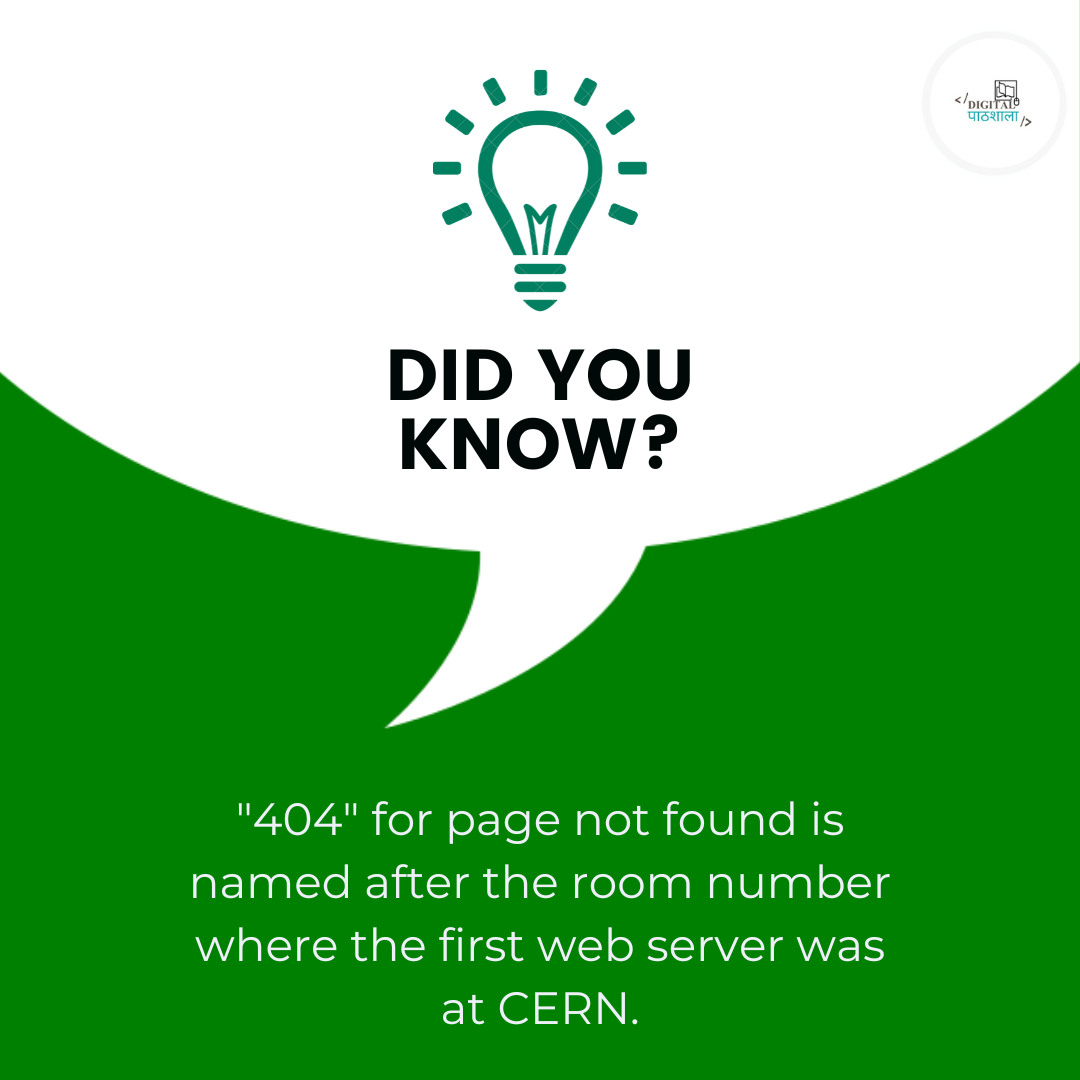 </DIGITAL
पाठशाला/>
DID YOU
KNOW?
"404" for page not found is
named after the room number
where the first web server was
at CERN.